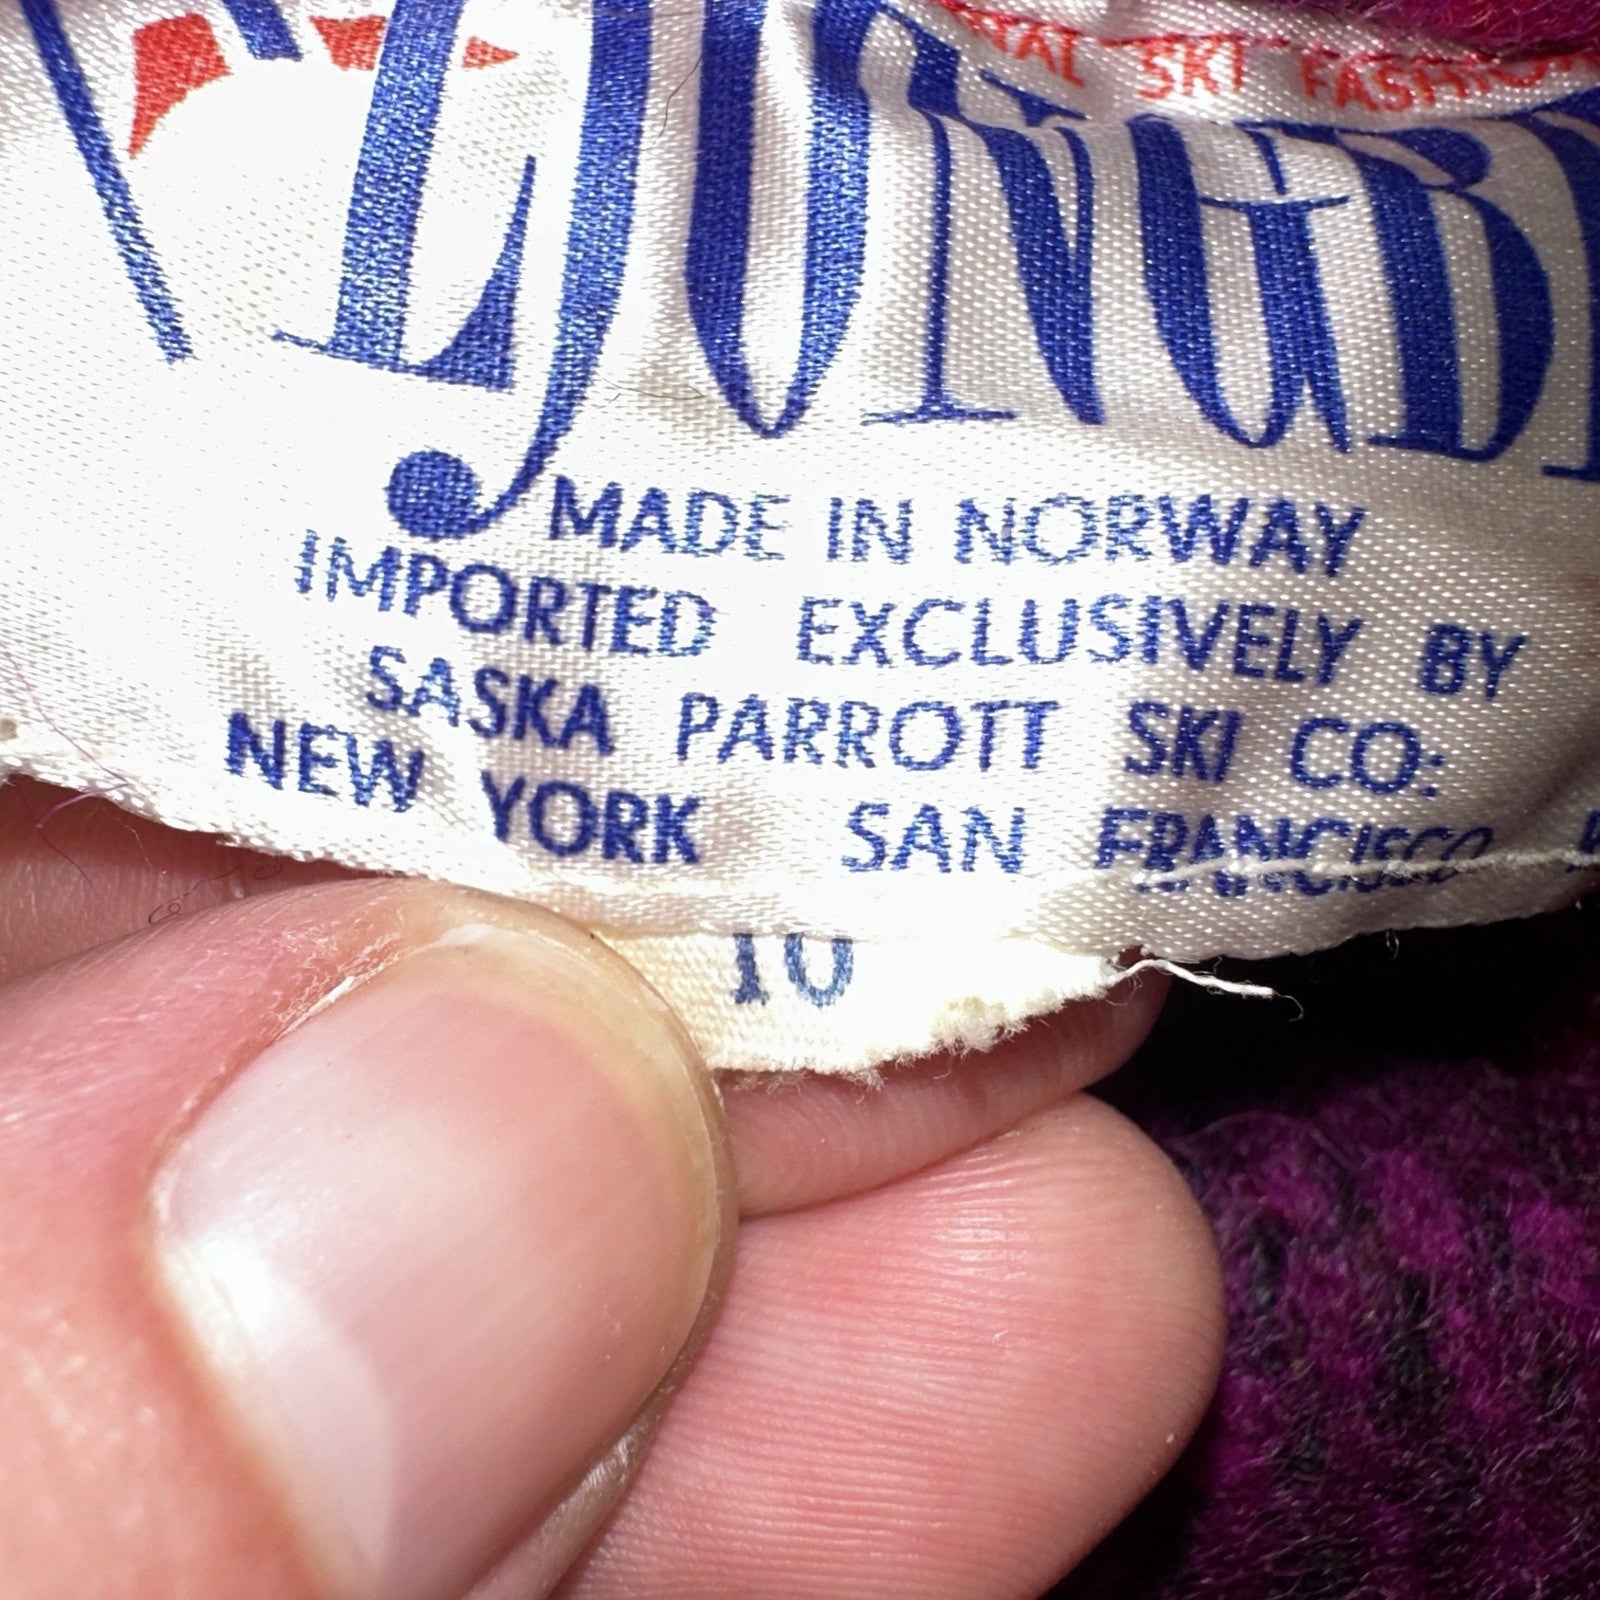 SKI FASHION
MADE IN NORWAY
IMPORTED EXCLUSIVELY BY
SASKA PARROTT SKI CO:
NEW YORK SAN FRANCISCO
10